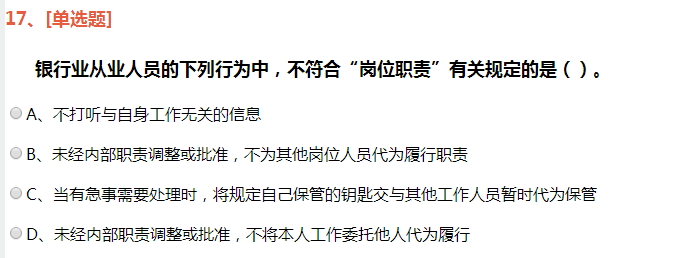 17、[单选题]
银行业从业人员的下列行为中，不符合“岗位职责”有关规定的是（ ）。
A、不打听与自身工作无关的信息
B、未经内部职责调整或批准，不为其他岗位人员代为履行职责
C、当有急事需要处理时，将规定自己保管的钥匙交与其他工作人员暂时代为保管
D、未经内部职责调整或批准，不将本人工作委托他人代为履行